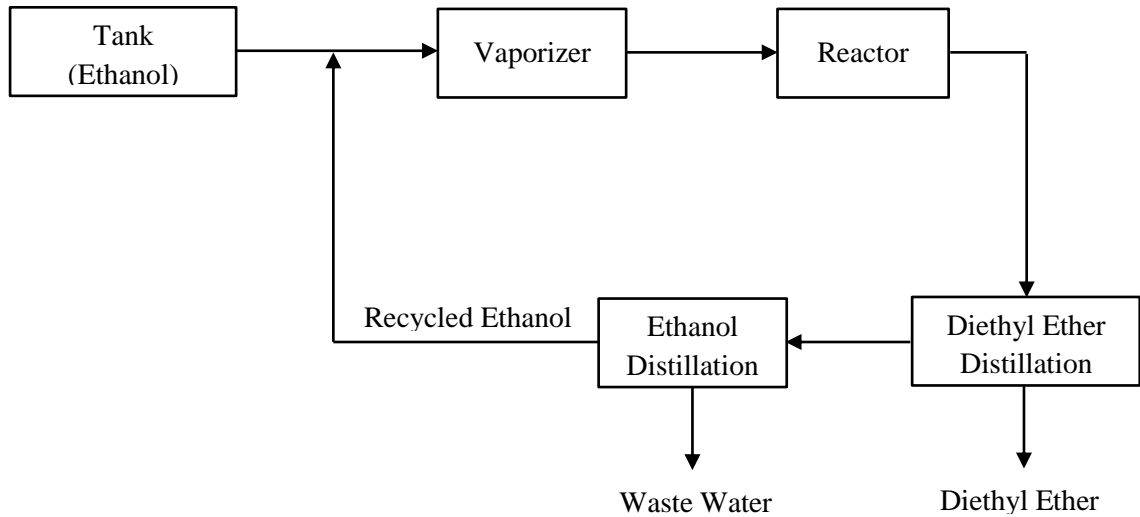 Tank
(Ethanol)
Vaporizer
Reactor
Recycled Ethanol
Ethanol
Distillation
Diethyl Ether
Distillation
Waste Water
Diethyl Ether